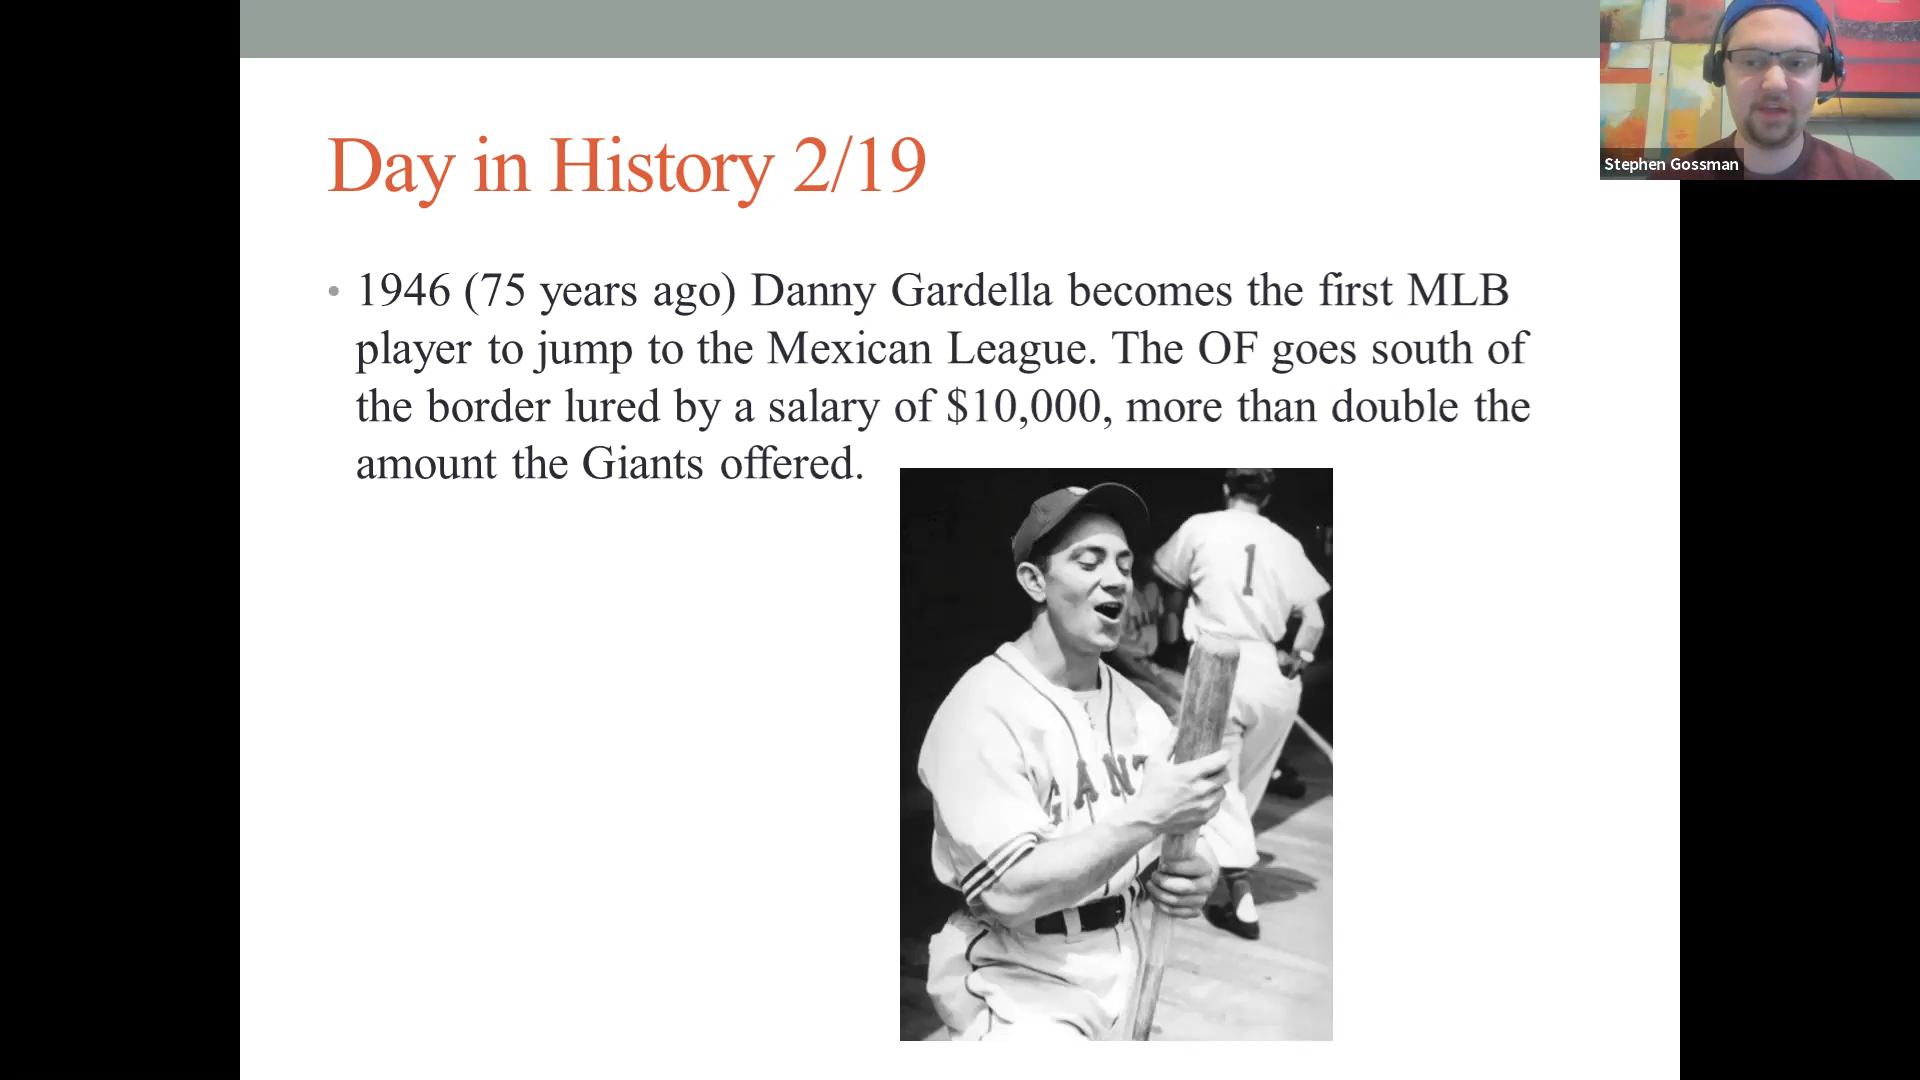 Day in History 2/19
• 1946 (75 years ago) Danny Gardella becomes the first MLB
player to jump to the Mexican League. The OF goes south of
the border lured by a salary of $10,000, more than double the
amount the Giants offered.
Stephen Gossman
1
GIANT